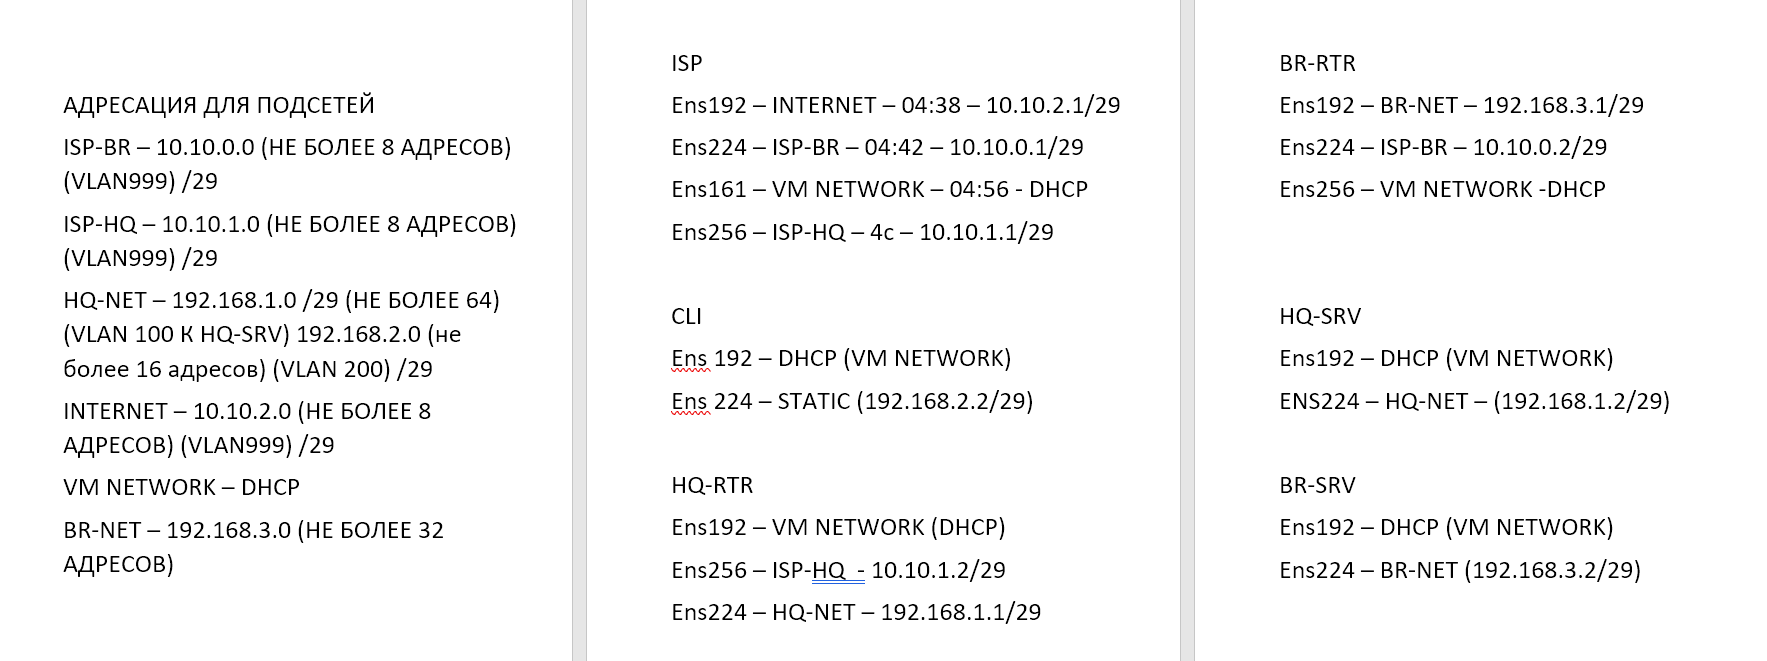 АДРЕСАЦИЯ ДЛЯ ПОДСЕТЕЙ
ISP-BR – 10.10.0.0 (НЕ БОЛЕЕ 8 АДРЕСОВ)
(VLAN999) /29
ISP-HQ – 10.10.1.0 (НЕ БОЛЕЕ 8 АДРЕСОВ)
(VLAN999) /29
HQ-NET – 192.168.1.0 /29 (НЕ БОЛЕЕ 64)
(VLAN 100 К HQ-SRV) 192.168.2.0 (не
более 16 адресов) (VLAN 200) /29
INTERNET – 10.10.2.0 (НЕ БОЛЕЕ 8
АДРЕСОВ) (VLAN999) /29
VM NETWORK – DHCP
BR-NET – 192.168.3.0 (НЕ БОЛЕЕ 32
АДРЕСОВ)
ISP
Ens192 – INTERNET – 04:38 – 10.10.2.1/29
Ens224 – ISP-BR – 04:42 – 10.10.0.1/29
Ens161 – VM NETWORK – 04:56 - DHCP
Ens256 – ISP-HQ – 4c – 10.10.1.1/29
CLI
Ens 192 – DHCP (VM NETWORK)
Ens 224 – STATIC (192.168.2.2/29)
HQ-RTR
Ens192 – VM NETWORK (DHCP)
Ens256 – ISP-HQ - 10.10.1.2/29
Ens224 – HQ-NET – 192.168.1.1/29
BR-RTR
Ens192 – BR-NET – 192.168.3.1/29
Ens224 – ISP-BR – 10.10.0.2/29
Ens256 – VM NETWORK -DHCP
HQ-SRV
Ens192 – DHCP (VM NETWORK)
ENS224 – HQ-NET – (192.168.1.2/29)
BR-SRV
Ens192 – DHCP (VM NETWORK)
Ens224 – BR-NET (192.168.3.2/29)